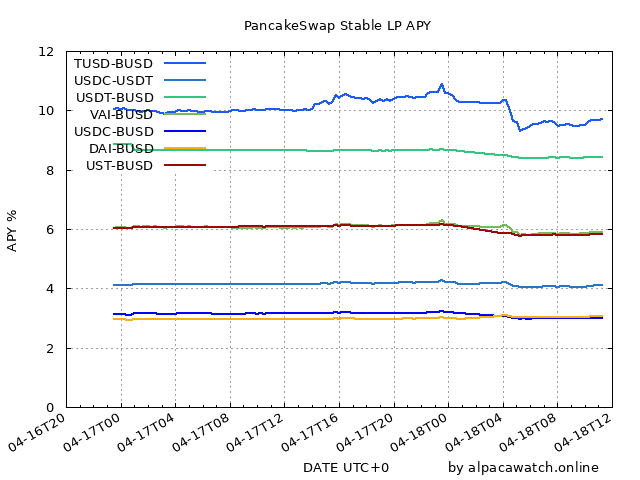 PancakeSwap Stable LP APY
12
10
8
6
4
2
0
APY %
TUSD-BUSD
USDC-USDT
USDT-BUSD
VAI-BUSD
USDC-BUSD
DAI-BUSD
UST-BUSD
04-16T20
04-17T00
04-17T04
04-17T08
04-17T12
04-17T16
04-17T20
04-18T00
04-18T04
04-18T08
04-18T12
DATE UTC+0
by alpacawatch.online